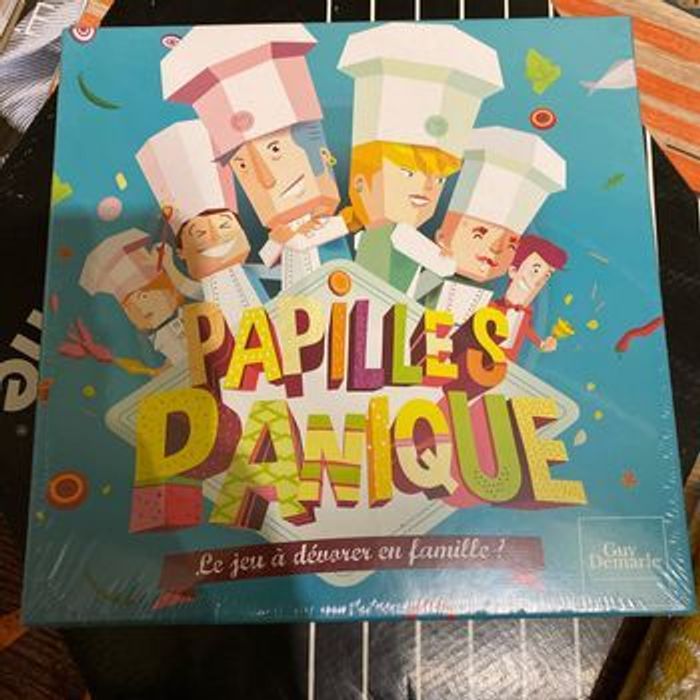 PAPILLES
PANIQUE
Le jeu à dévorer en famille !
Guy
Demarle